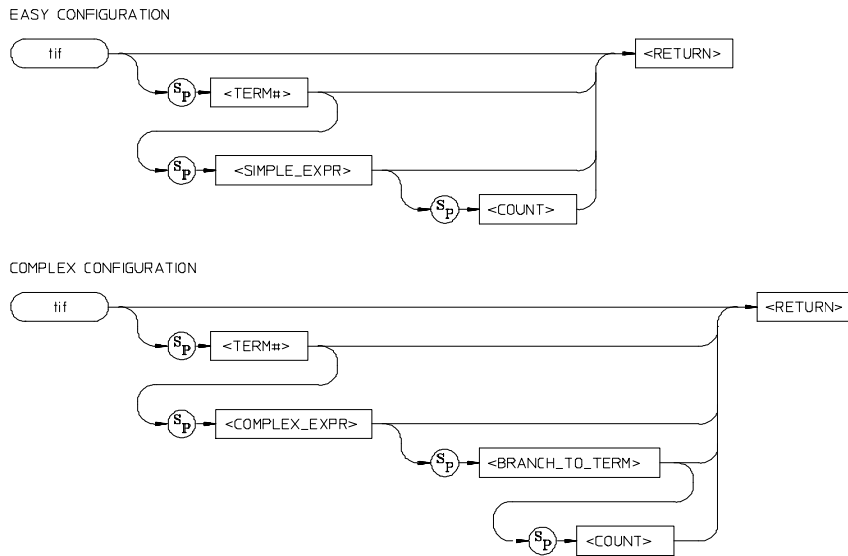 EASY CONFIGURATION
tif
<RETURN>
Sp <TERM#>
Sp <SIMPLE_EXPR>
Sp <COUNT>
COMPLEX CONFIGURATION
tif
<RETURN>
Sp <TERM#>
Sp <COMPLEX_EXPR>
Sp <BRANCH_TO_TERM>
Sp <COUNT>